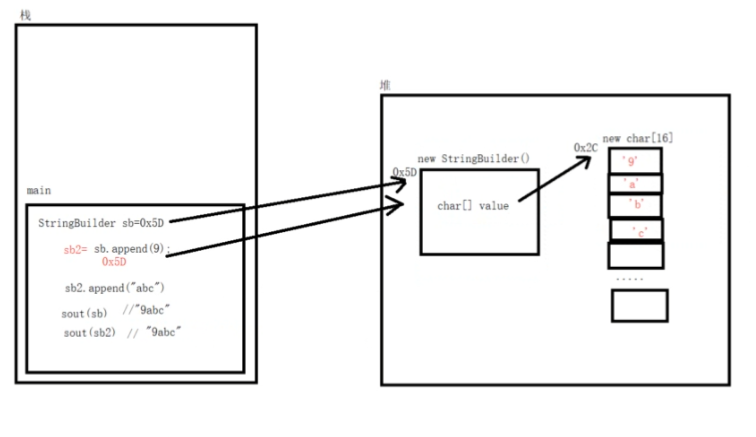 栈
main
StringBuilder sb=0x5D
sb2= sb.append(9);
0x5D
sb2.append("abc")
sout(sb) //"9abc"
sout(sb2) // "9abc"
堆
new StringBuilder()
0x5D
char[] value
new char[16]
0x2C
'9'
'a'
'b'
'c'
.....